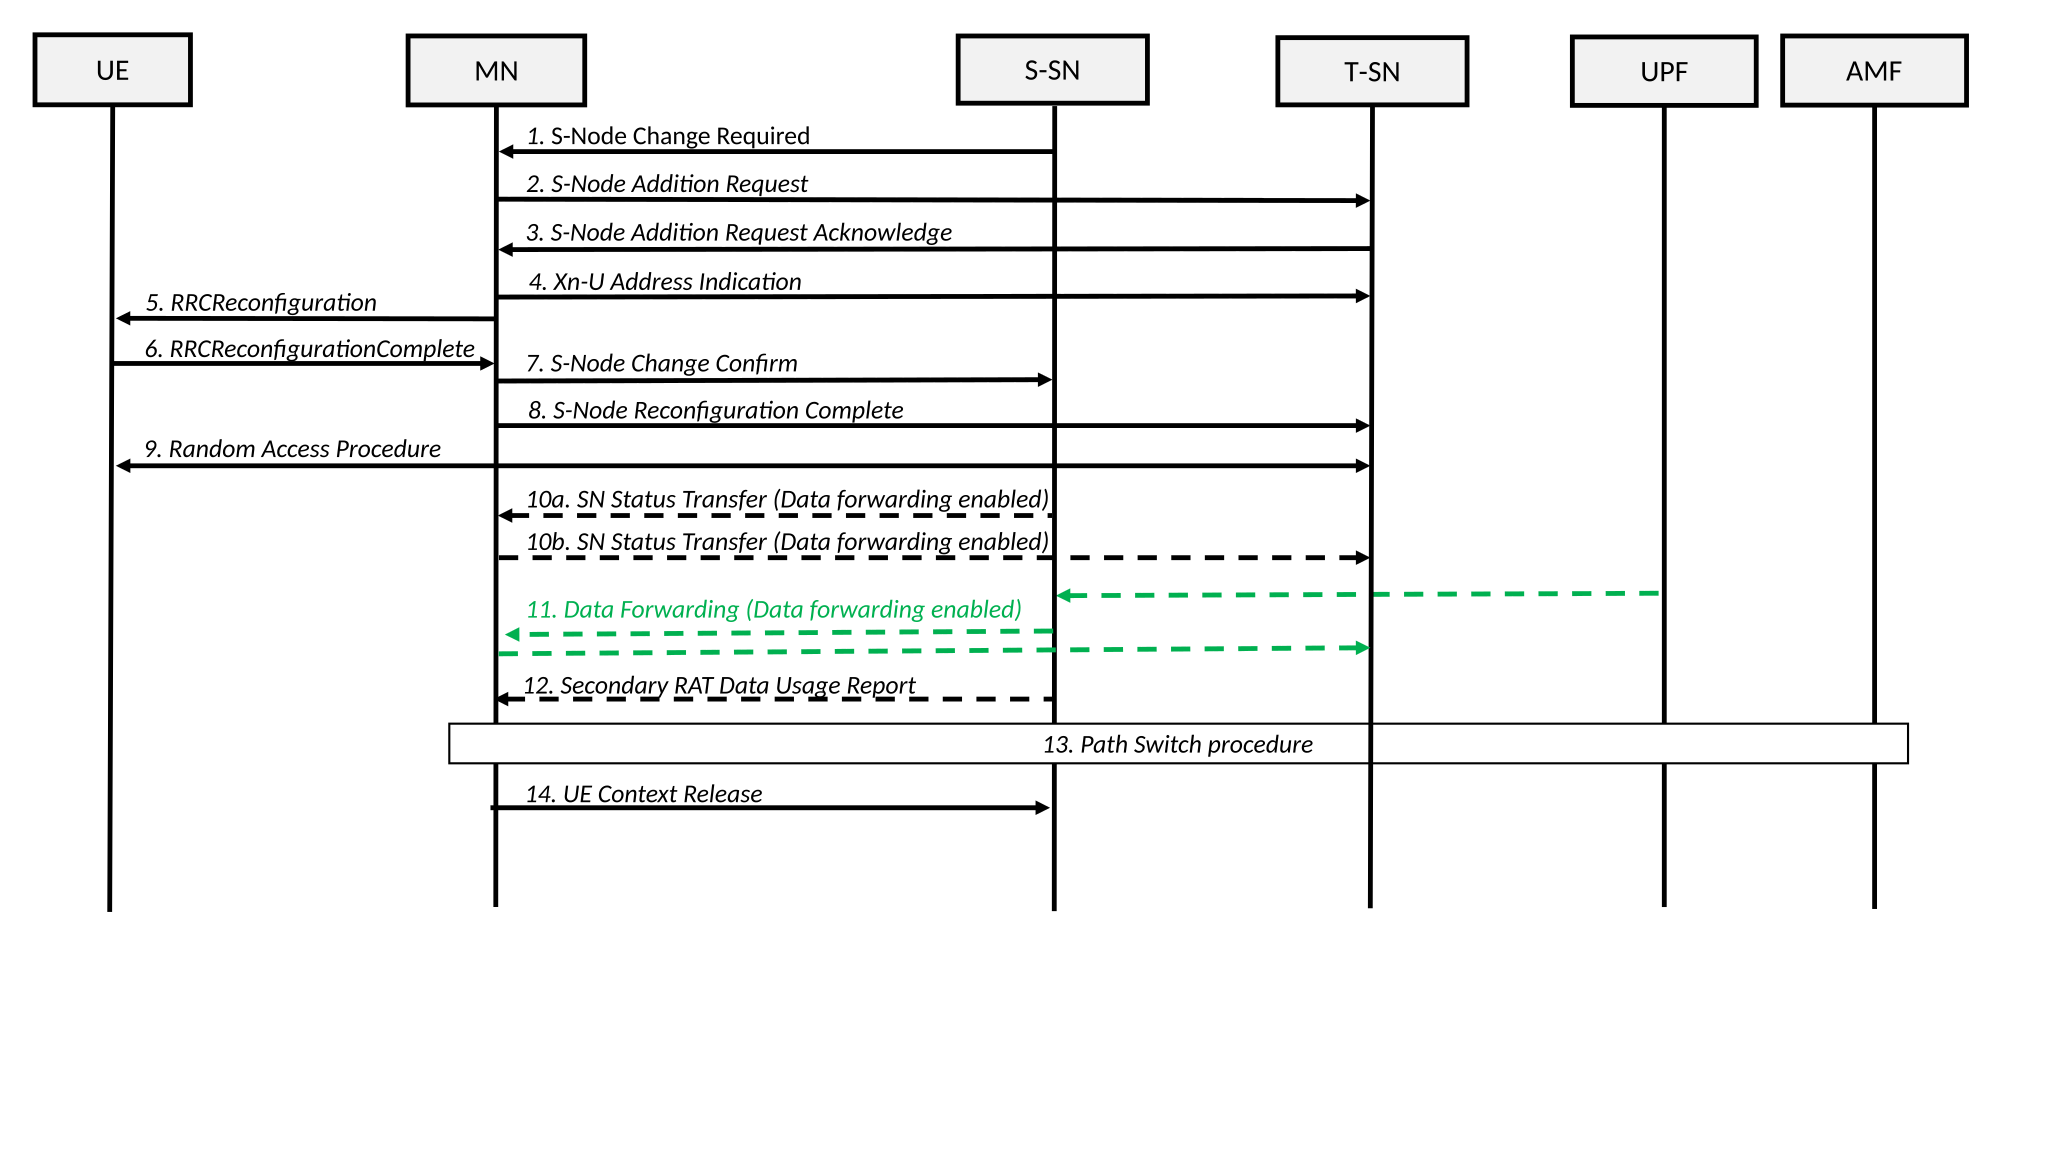 UE
MN
S-SN
T-SN
UPF
AMF
1. S-Node Change Required
2. S-Node Addition Request
3. S-Node Addition Request Acknowledge
4. Xn-U Address Indication
5. RRCReconfiguration
6. RRCReconfigurationComplete
7. S-Node Change Confirm
8. S-Node Reconfiguration Complete
9. Random Access Procedure
10a. SN Status Transfer (Data forwarding enabled)
10b. SN Status Transfer (Data forwarding enabled)
11. Data Forwarding (Data forwarding enabled)
12. Secondary RAT Data Usage Report
13. Path Switch procedure
14. UE Context Release